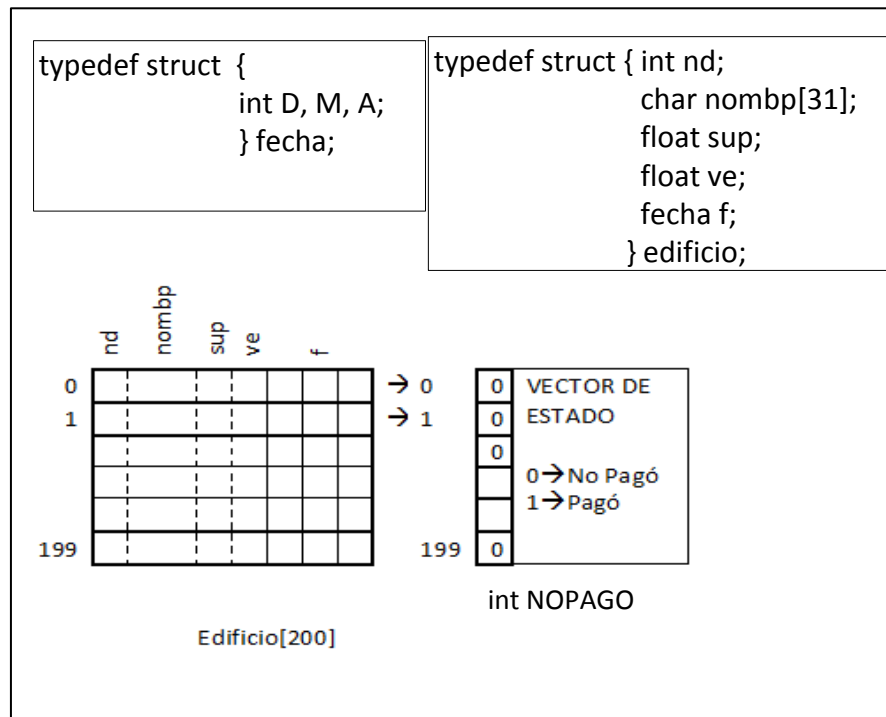 typedef struct {
int D, M, A;
} fecha;
typedef struct { int nd;
char nombp[31];
float sup;
float ve;
fecha f;
} edificio;
nd nombp sup ve f
0 → 0 0 VECTOR DE
1 → 1 0 ESTADO
0
0→No Pagó
1→Pagó
199 199 0
int NOPAGO
Edificio[200]